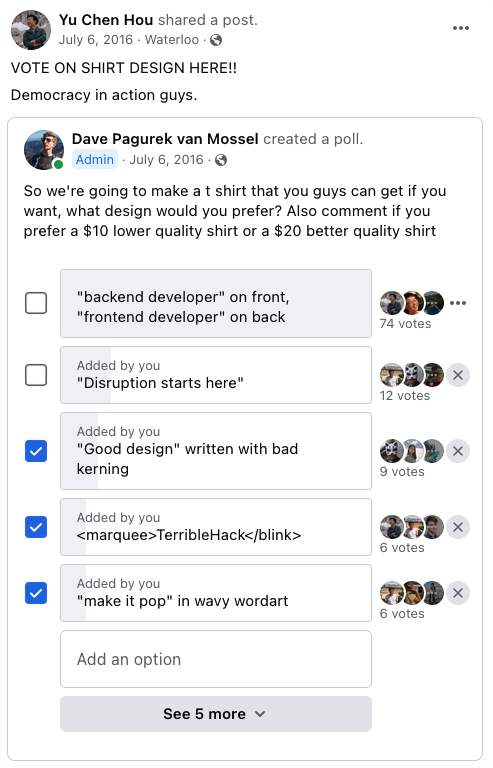 Yu Chen Hou shared a post.
July 6, 2016 · Waterloo ·
VOTE ON SHIRT DESIGN HERE!!
Democracy in action guys.
Dave Pagurek van Mossel created a poll.
Admin · July 6, 2016 ·
So we're going to make a t shirt that you guys can get if you
want, what design would you prefer? Also comment if you
prefer a $10 lower quality shirt or a $20 better quality shirt
"backend developer" on front,
"frontend developer" on back
74 votes
Added by you
"Disruption starts here"
12 votes
Added by you
"Good design" written with bad
kerning
9 votes
Added by you
<marquee>TerribleHack</blink>
6 votes
Added by you
"make it pop" in wavy wordart
6 votes
Add an option
See 5 more